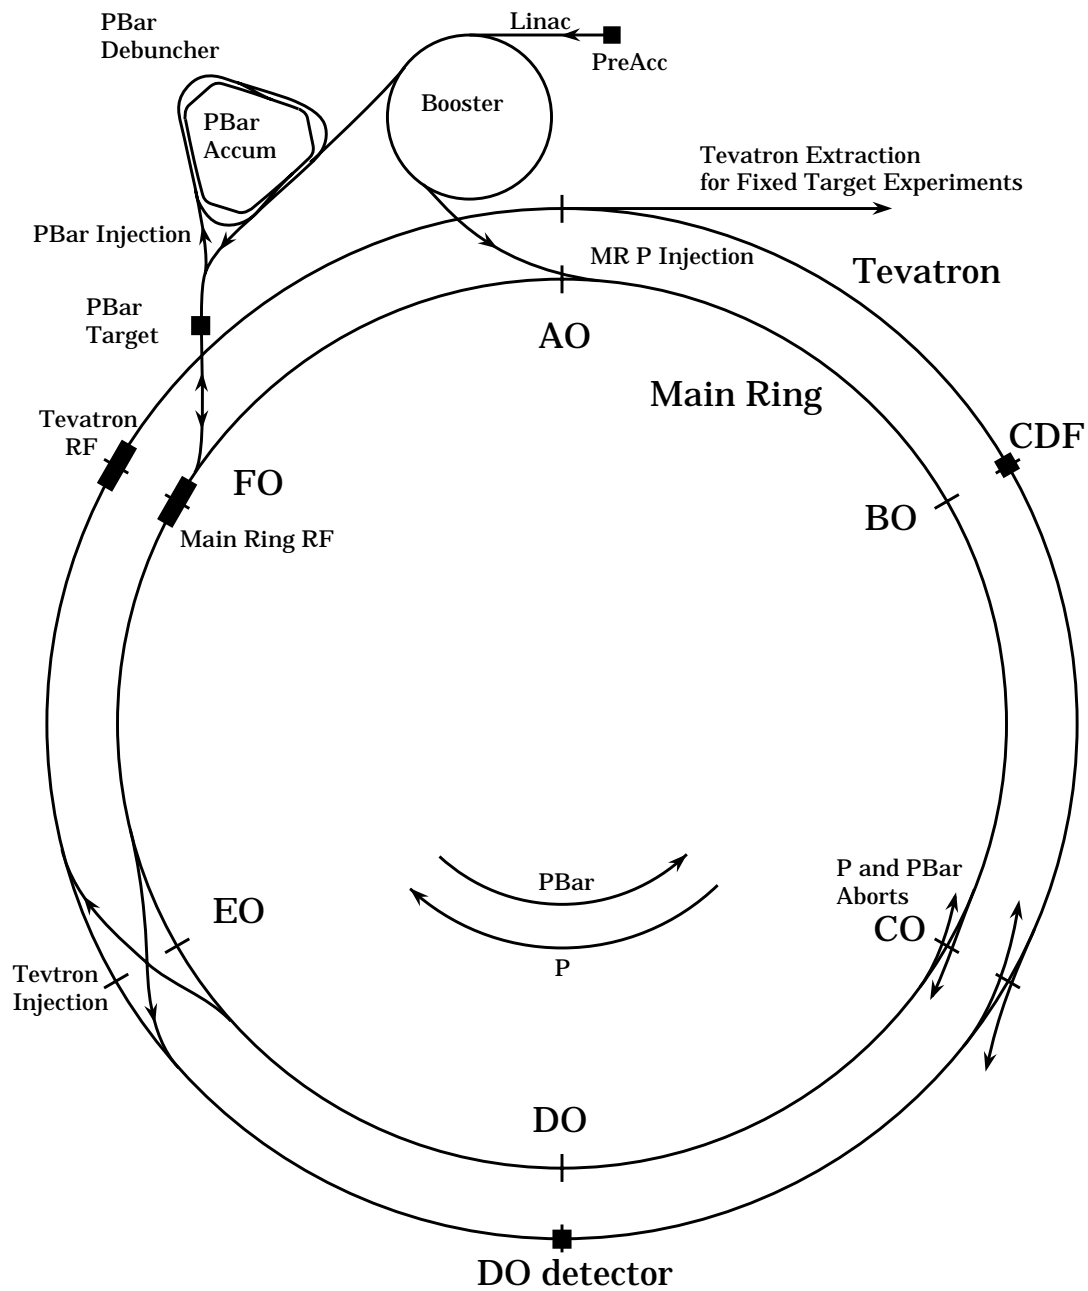 PBar
Debuncher
Linac
PreAcc
Booster
PBar
Accum
Tevatron Extraction
for Fixed Target Experiments
PBar Injection
MR P Injection
Tevatron
PBar
Target
AO
Main Ring
Tevatron
RF
CDF
FO
BO
Main Ring RF
P and PBar
Aborts
PBar
EO
CO
P
Tevtron
Injection
DO
DO detector